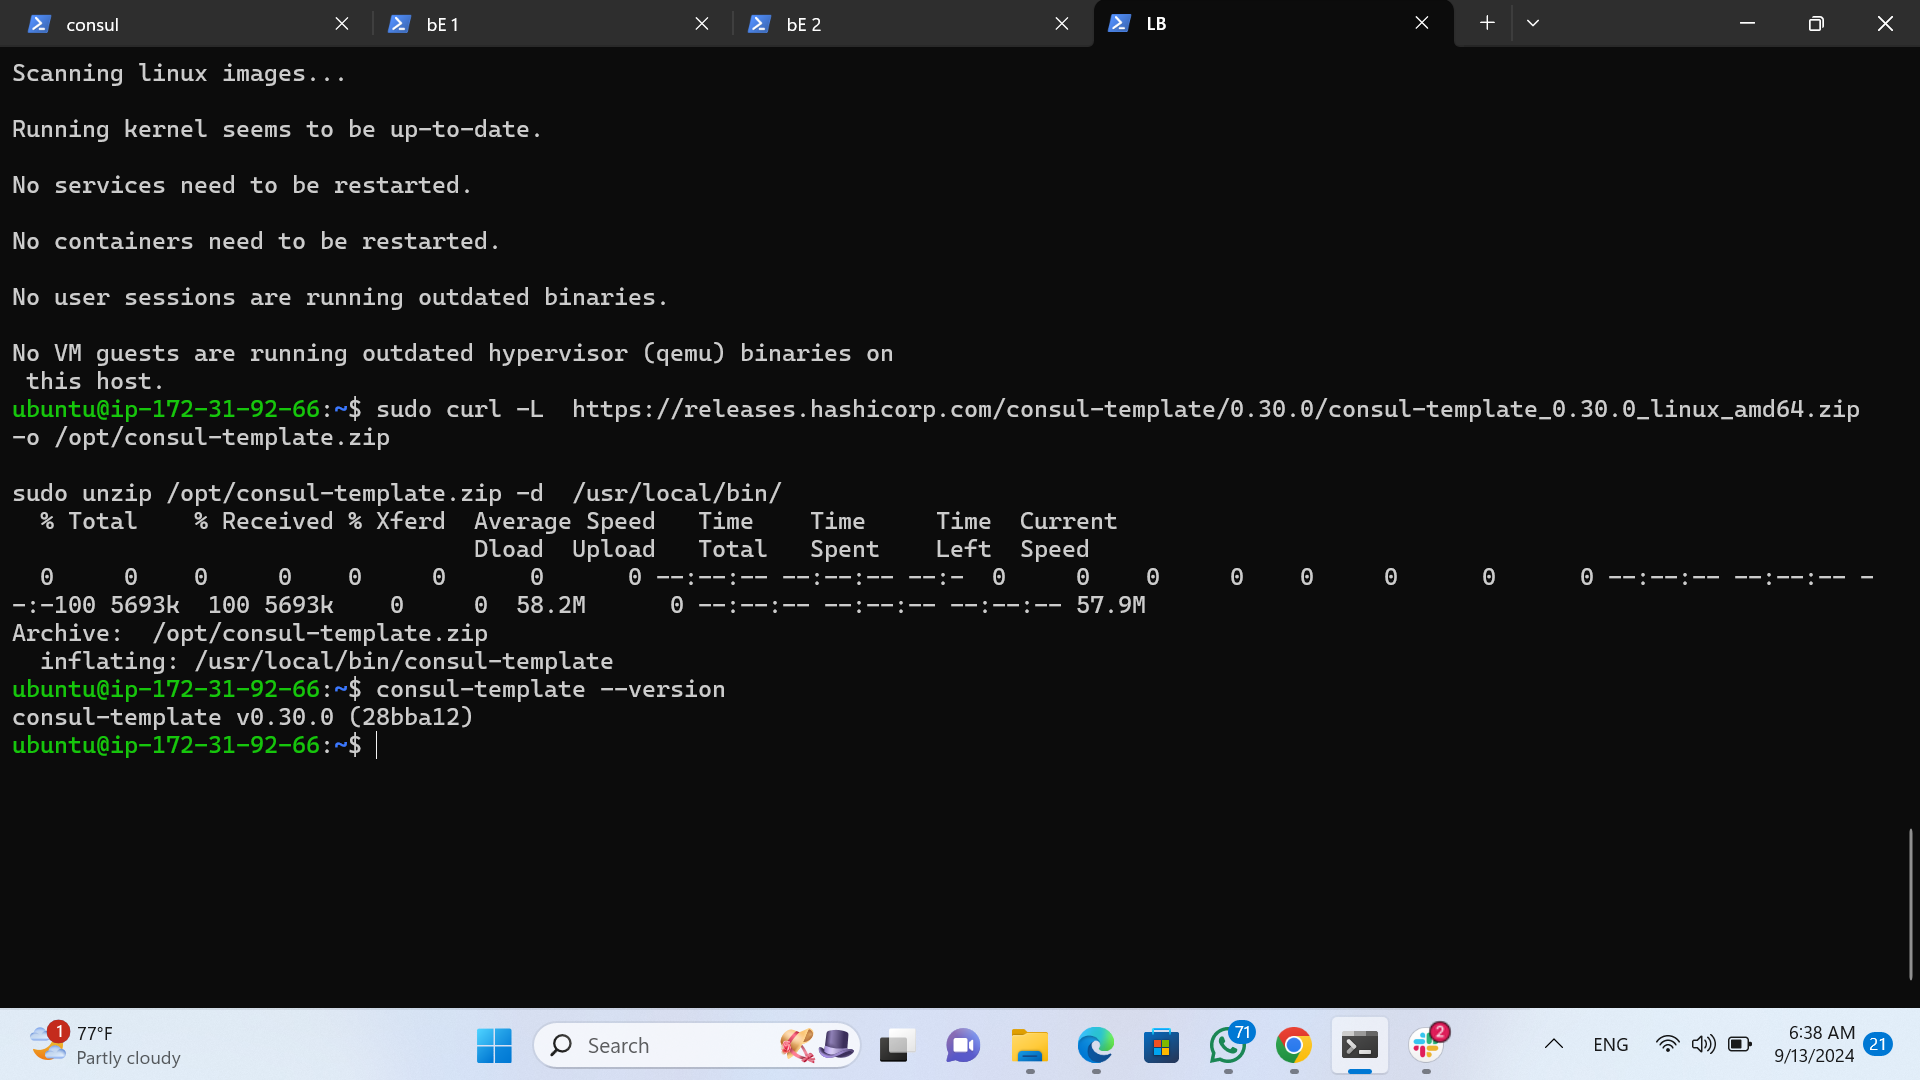 consul
bE 1
bE 2
LB
Scanning linux images...
Running kernel seems to be up-to-date.
No services need to be restarted.
No containers need to be restarted.
No user sessions are running outdated binaries.
No VM guests are running outdated hypervisor (qemu) binaries on
 this host.
ubuntu@ip-172-31-92-66:~$ sudo curl -L  https://releases.hashicorp.com/consul-template/0.30.0/consul-template_0.30.0_linux_amd64.zip
-o /opt/consul-template.zip
sudo unzip /opt/consul-template.zip -d  /usr/local/bin/
  % Total    % Received % Xferd  Average Speed   Time    Time     Time  Current
                                 Dload  Upload   Total   Spent    Left  Speed
  0     0    0     0    0     0      0      0 --:--:-- --:--:-- --:-  0     0    0     0    0     0      0      0 --:--:-- --:--:-- -
-:-100 5693k  100 5693k    0     0  58.2M      0 --:--:-- --:--:-- --:--:-- 57.9M
Archive:  /opt/consul-template.zip
  inflating: /usr/local/bin/consul-template
ubuntu@ip-172-31-92-66:~$ consul-template --version
consul-template v0.30.0 (28bba12)
ubuntu@ip-172-31-92-66:~$
1
77°F
Partly cloudy
Search
71
2
ENG
6:38 AM
9/13/2024
21